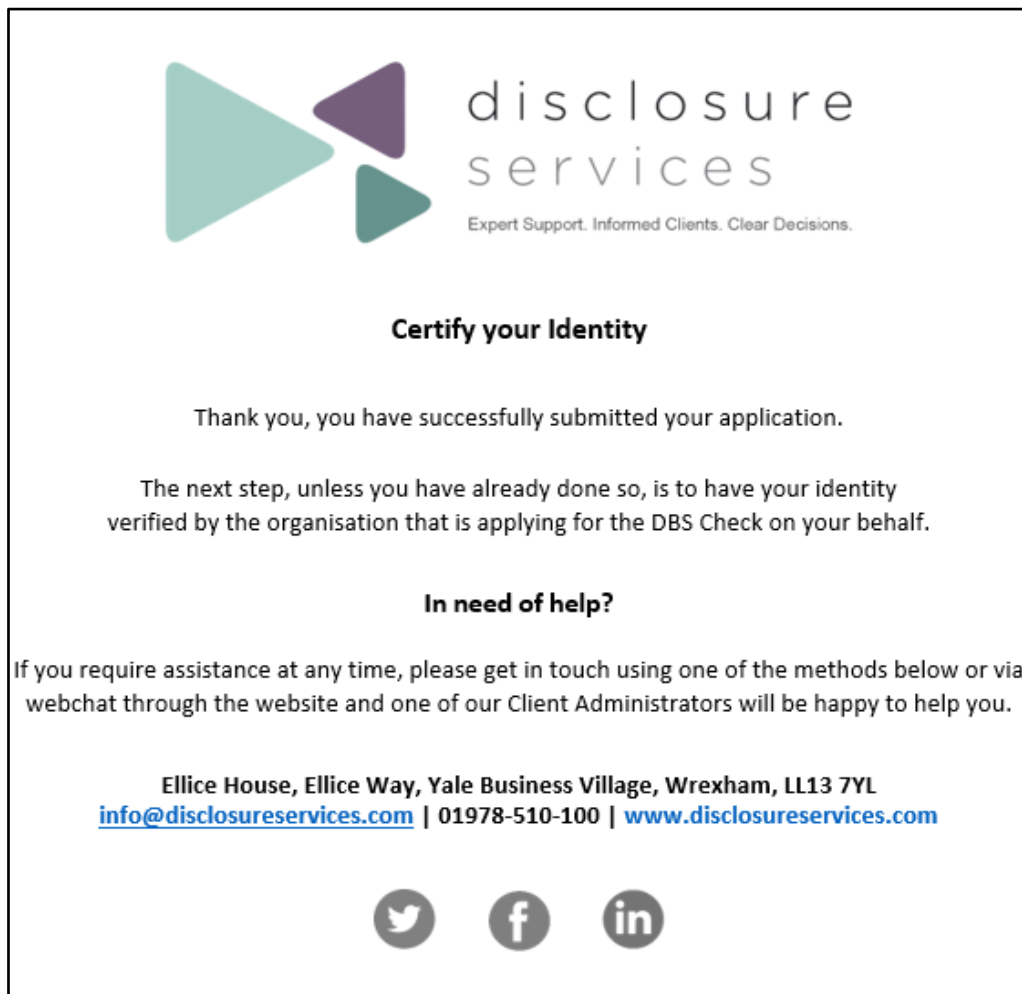 disclosure
services
Expert Support. Informed Clients. Clear Decisions.
Certify your Identity
Thank you, you have successfully submitted your application.
The next step, unless you have already done so, is to have your identity
verified by the organisation that is applying for the DBS Check on your behalf.
In need of help?
If you require assistance at any time, please get in touch using one of the methods below or via
webchat through the website and one of our Client Administrators will be happy to help you.
Ellice House, Ellice Way, Yale Business Village, Wrexham, LL13 7YL
info@disclosureservices.com | 01978-510-100 | www.disclosureservices.com
f in